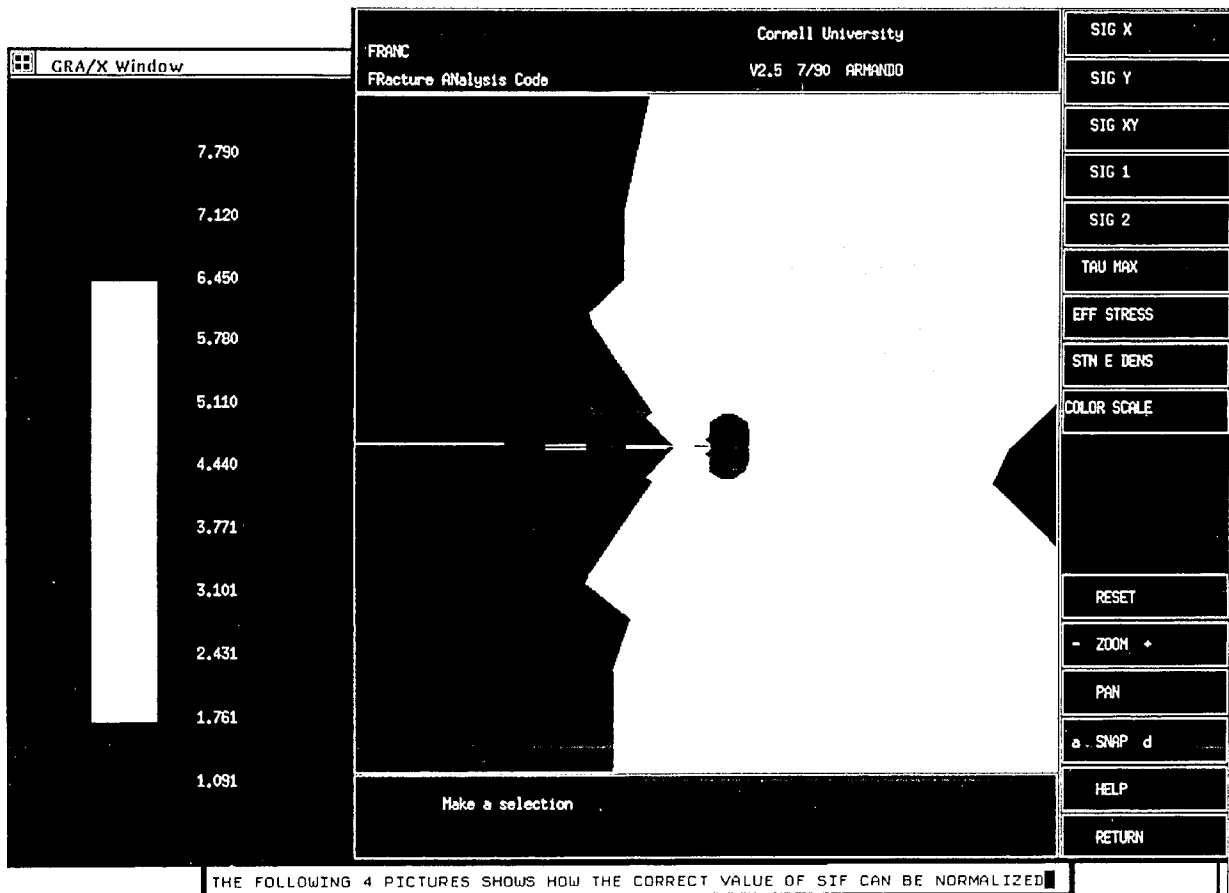 GRA/X Window
7.790
7.120
6.450
5.780
5.110
4.440
3.771
3.101
2.431
1.761
1.091
FRANC
FRacture ANalysis Code
Cornell University
V2.5 7/90 ARMANDO
SIG X
SIG Y
SIG XY
SIG 1
SIG 2
TAU MAX
EFF STRESS
STN E DENS
COLOR SCALE
RESET
- ZOOM +
PAN
a SNAP d
HELP
RETURN
Make a selection
THE FOLLOWING 4 PICTURES SHOWS HOW THE CORRECT VALUE OF SIF CAN BE NORMALIZED